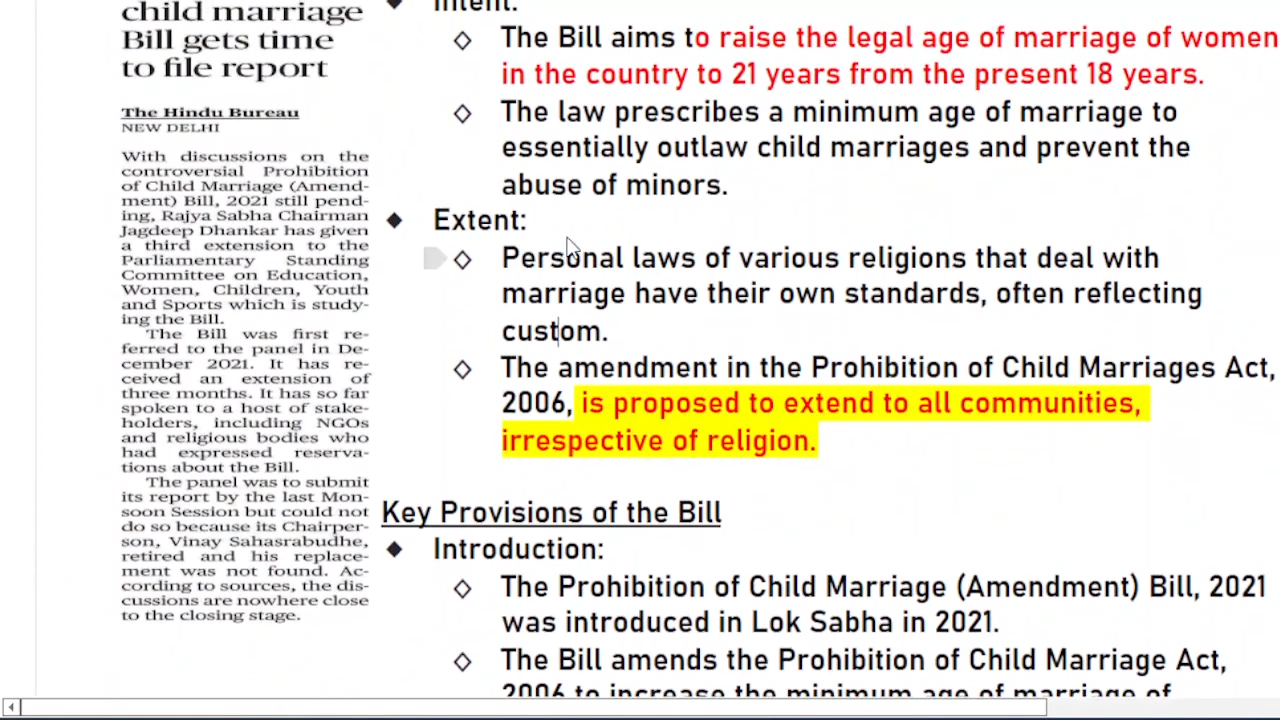 child marriage
Bill gets time
to file report
The Hindu Bureau
NEW DELHI
With discussions on the
controversial Prohibition
of Child Marriage (Amend-
ment) Bill, 2021 still pend-
ing, Rajya Sabha Chairman
Jagdeep Dhankar has given
a third extension to the
Parliamentary Standing
Committee on Education,
Women, Children, Youth
and Sports which is study-
ing the Bill.
The Bill was first re-
ferred to the panel in De-
cember 2021. It has re-
ceived an extension of
three months. It has so far
spoken to a host of stake-
holders, including NGOs
and religious bodies who
had expressed reserva-
tions about the Bill.
The panel was to submit
its report by the last Mon-
soon Session but could not
do so because its Chairper-
son, Vinay Sahasrabudhe,
retired and his replace-
ment was not found. Ac-
cording to sources, the dis-
cussions are nowhere close
to the closing stage.
Intent:
The Bill aims to raise the legal age of marriage of women
in the country to 21 years from the present 18 years.
The law prescribes a minimum age of marriage to
essentially outlaw child marriages and prevent the
abuse of minors.
Extent:
Personal laws of various religions that deal with
marriage have their own standards, often reflecting
custom.
The amendment in the Prohibition of Child Marriages Act,
2006, is proposed to extend to all communities,
irrespective of religion.
Key Provisions of the Bill
Introduction:
The Prohibition of Child Marriage (Amendment) Bill, 2021
was introduced in Lok Sabha in 2021.
The Bill amends the Prohibition of Child Marriage Act,
2006 to increase the minimum age of marriage of